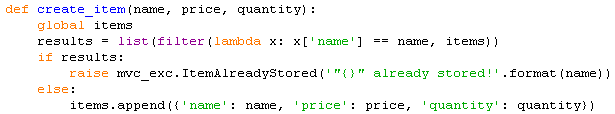 def create_item(name, price, quantity):
    global items
    results = list(filter(lambda x: x['name'] == name, items))
    if results:
        raise mvc_exc.ItemAlreadyStored('"{}" already stored!'.format(name))
    else:
        items.append({'name': name, 'price': price, 'quantity': quantity})